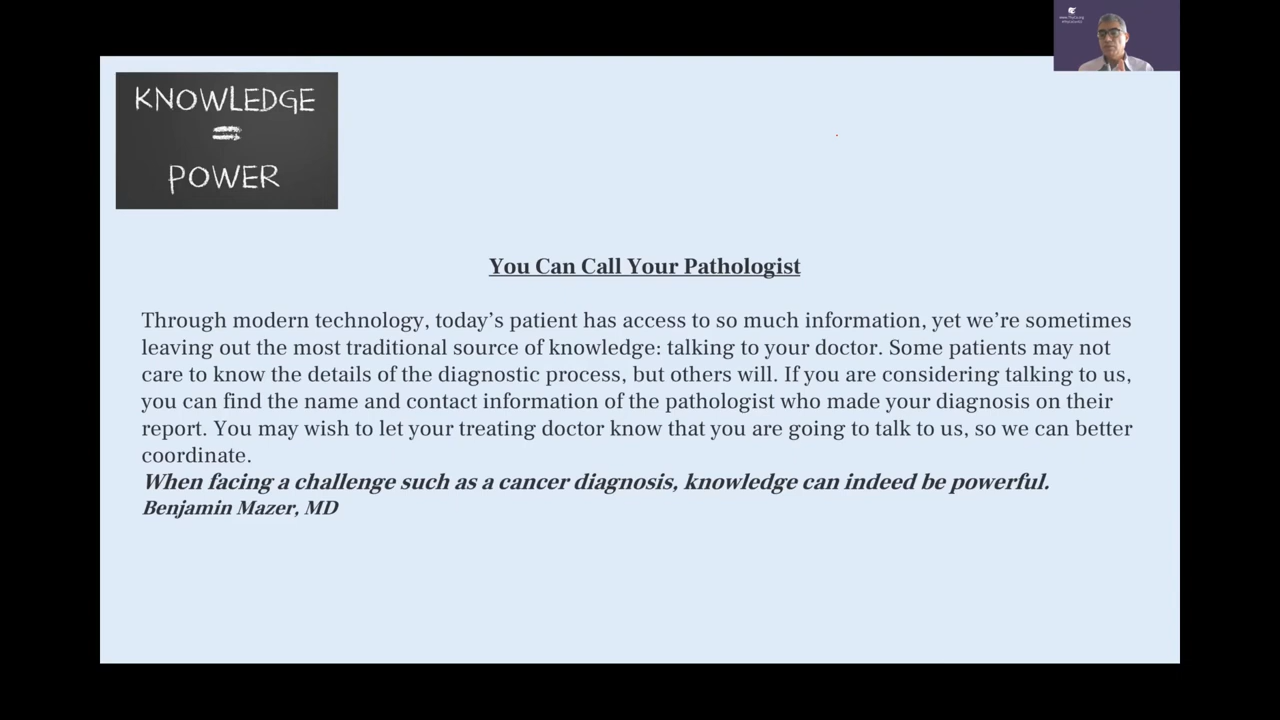 KNOWLEDGE
=
POWER
You Can Call Your Pathologist
Through modern technology, today’s patient has access to so much information, yet we’re sometimes
leaving out the most traditional source of knowledge: talking to your doctor. Some patients may not
care to know the details of the diagnostic process, but others will. If you are considering talking to us,
you can find the name and contact information of the pathologist who made your diagnosis on their
report. You may wish to let your treating doctor know that you are going to talk to us, so we can better
coordinate.
When facing a challenge such as a cancer diagnosis, knowledge can indeed be powerful.
Benjamin Mazer, MD